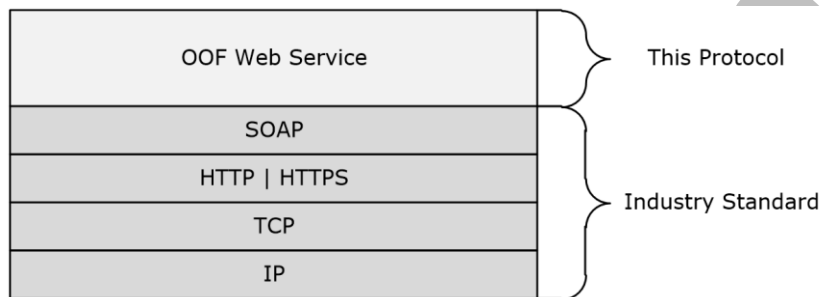 OOF Web Service
This Protocol
SOAP
HTTP | HTTPS
TCP
Industry Standard
IP